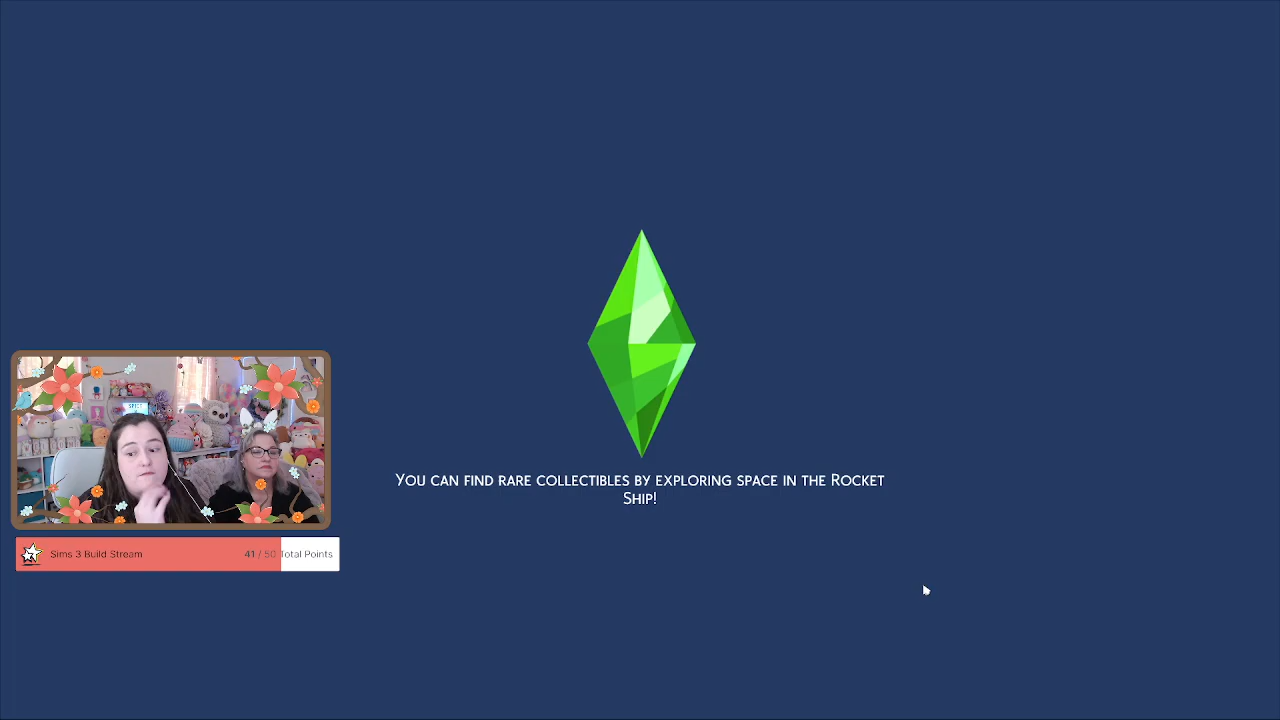 SPICE
You can find rare collectibles by exploring space in the Rocket
Ship!
Sims 3 Build Stream 41 / 50 Total Points